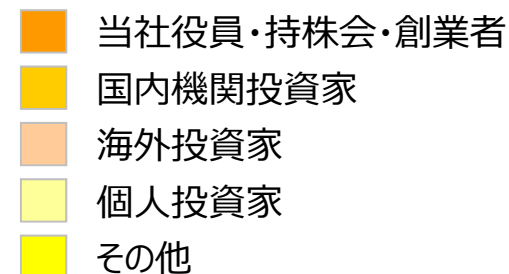 当社役員・持株会・創業者
国内機関投資家
海外投資家
個人投資家
その他